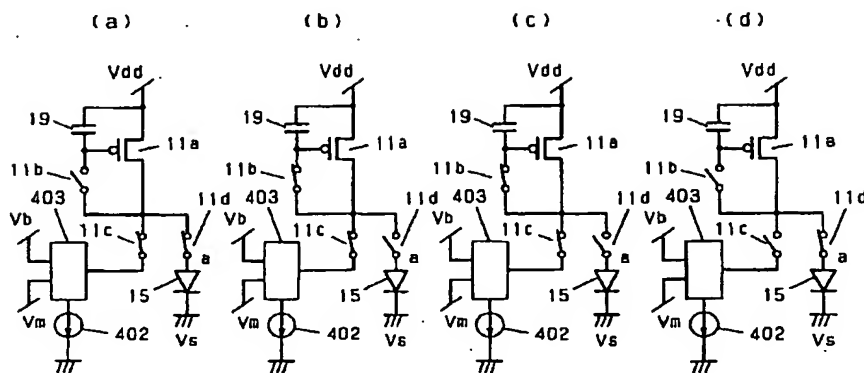 (a) (b) (c) (d)
Vdd Vdd Vdd Vdd
19 19 19 19
11a 11a 11a 11a
11b 11b 11b 11b
403 11d 403 11d 403 11d 403 11d
Vb Vb Vb Vb
11c 11c 11c 11c
a a a a
15 15 15 15
Vm Vm Vm Vm
402 Vs 402 Vs 402 Vs 402 Vs